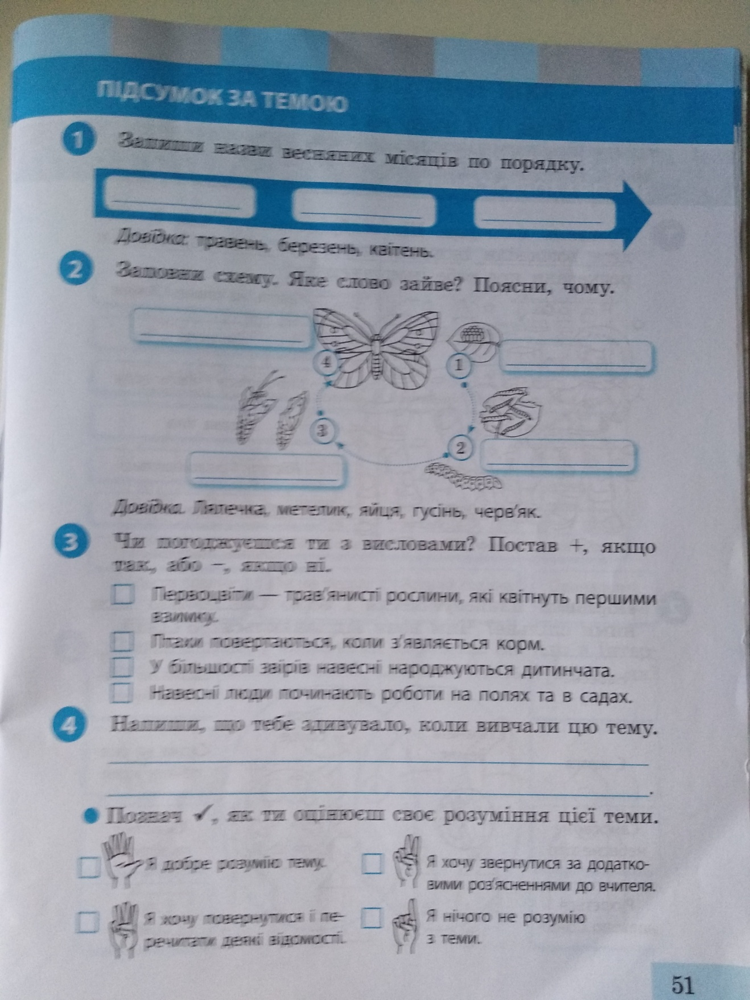 ПІДСУМОК ЗА ТЕМОЮ
1 Запиши назви весняних місяців по порядку.
Довідка: травень, березень, квітень.
2 Заповни схему. Яке слово зайве? Поясни, чому.
4
1
3
2
Довідка. Лялечка, метелик, яйця, гусінь, черв'як.
3 Чи погоджуєшся ти з висловами? Постав +, якщо
так, або –, якщо ні.
Первоцвіти — трав'янисті рослини, які квітнуть першими
взимку.
Птахи повертаються, коли з'являється корм.
У більшості звірів навесні народжуються дитинчата.
Навесні люди починають роботи на полях та в садах.
4 Напиши, що тебе здивувало, коли вивчали цю тему.
.
Познач ✓, як ти оцінюєш своє розуміння цієї теми.
Я добре розумію тему.
Я хочу звернутися за додатко-
вими роз'ясненнями до вчителя.
Я хочу повернутися і пе-
речитати деякі відомості.
Я нічого не розумію
з теми.
51